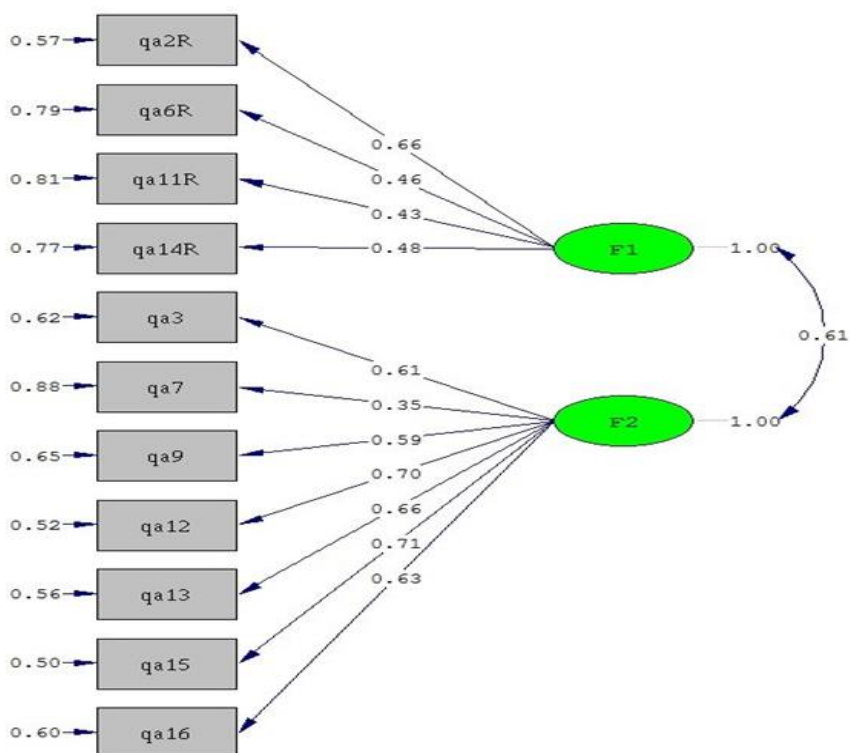 0.57 qa2R
0.79 qa6R
0.66
0.46
0.81 qa11R
0.43
0.77 qa14R
0.48
F1 1.00
0.62 qa3
0.61
0.61
0.88 qa7
0.35
F2 1.00
0.65 qa9
0.59
0.70
0.52 qa12
0.66
0.71
0.56 qa13
0.63
0.50 qa15
0.60 qa16